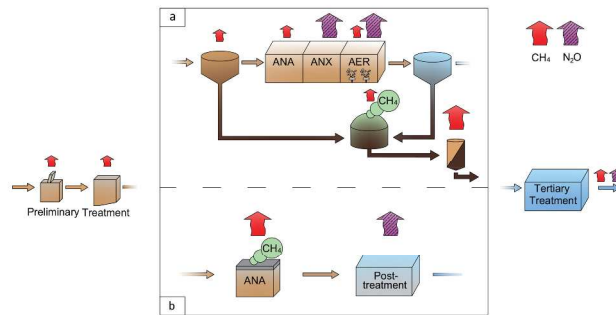 a
ANA ANX AER
CH₄
CH₄ N₂O
Preliminary Treatment
Tertiary
Treatment
CH₄
ANA
Post-
treatment
b